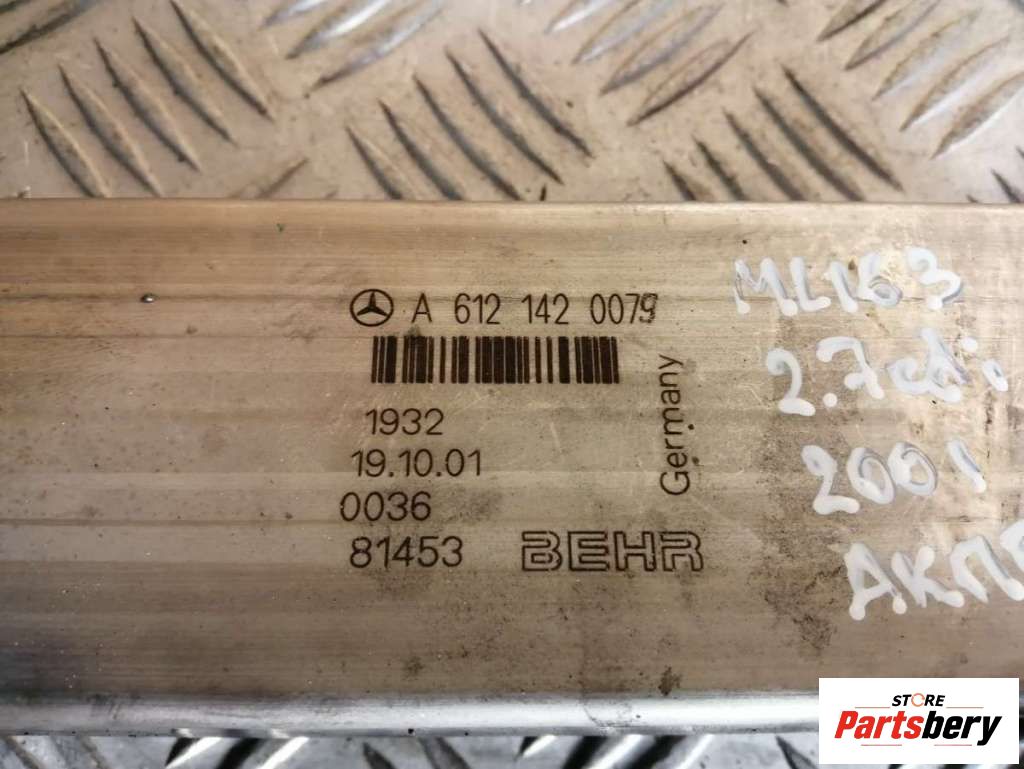 A 612 142 0079
1932
19.10.01
0036
81453
BEHR
Germany
ML163
2.7cdi
2001
АКП
STORE
Partsbery